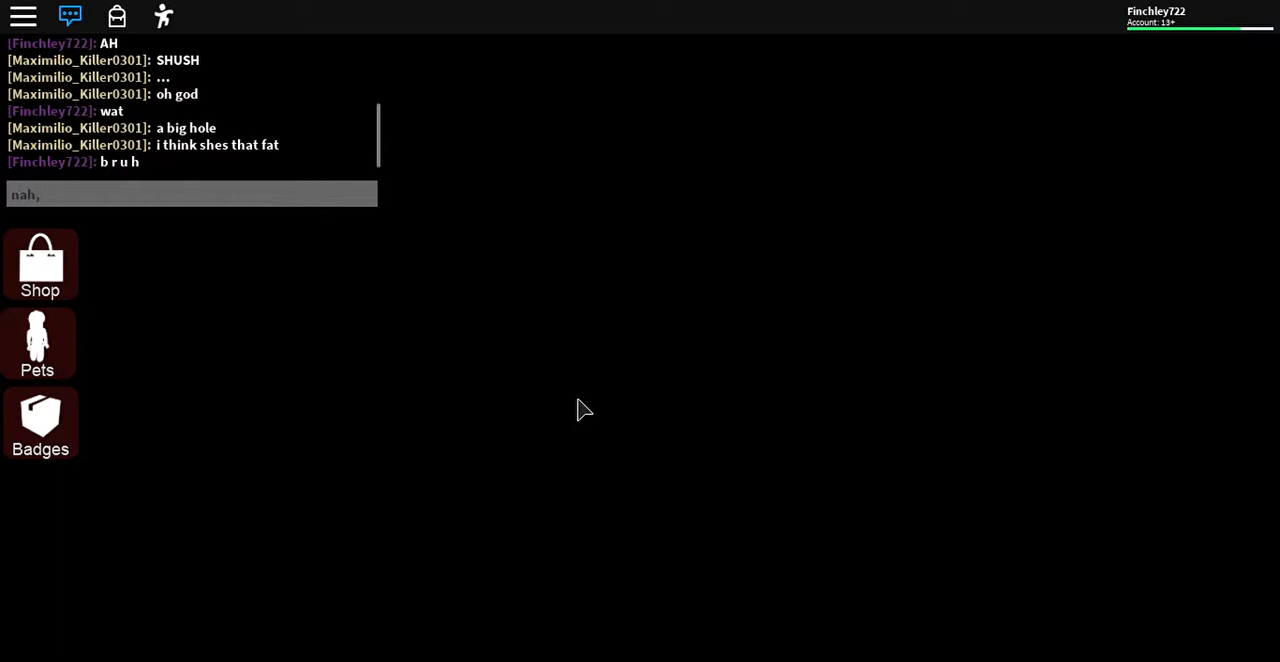 Finchley722
Account: 13+
[Finchley722]: AH
[Maximilio_Killer0301]: SHUSH
[Maximilio_Killer0301]: ...
[Maximilio_Killer0301]: oh god
[Finchley722]: wat
[Maximilio_Killer0301]: a big hole
[Maximilio_Killer0301]: i think shes that fat
[Finchley722]: b r u h
nah,
Shop
Pets
Badges